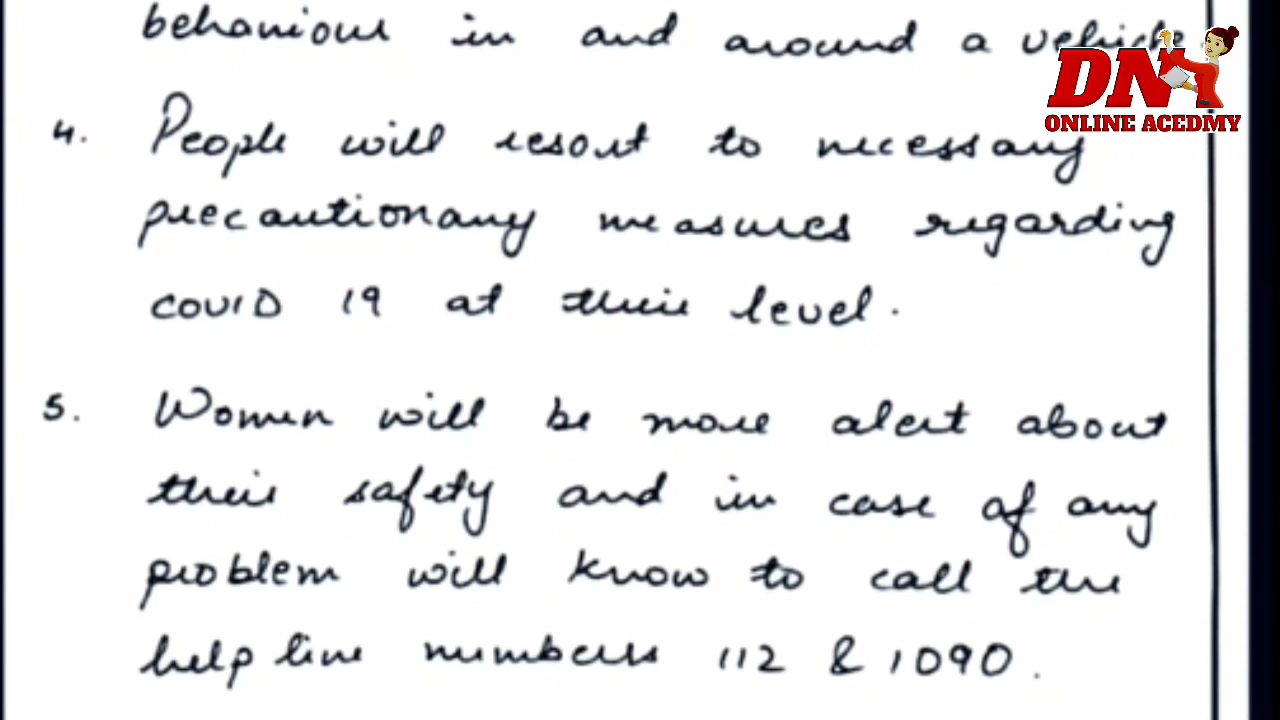 behaviour in and around a vehicle.
4. People will resort to necessary
precautionary measures regarding
COVID 19 at their level.
5. Women will be more alert about
their safety and in case of any
problem will know to call the
help line numbers 112 & 1090.
DN
ONLINE ACEDMY